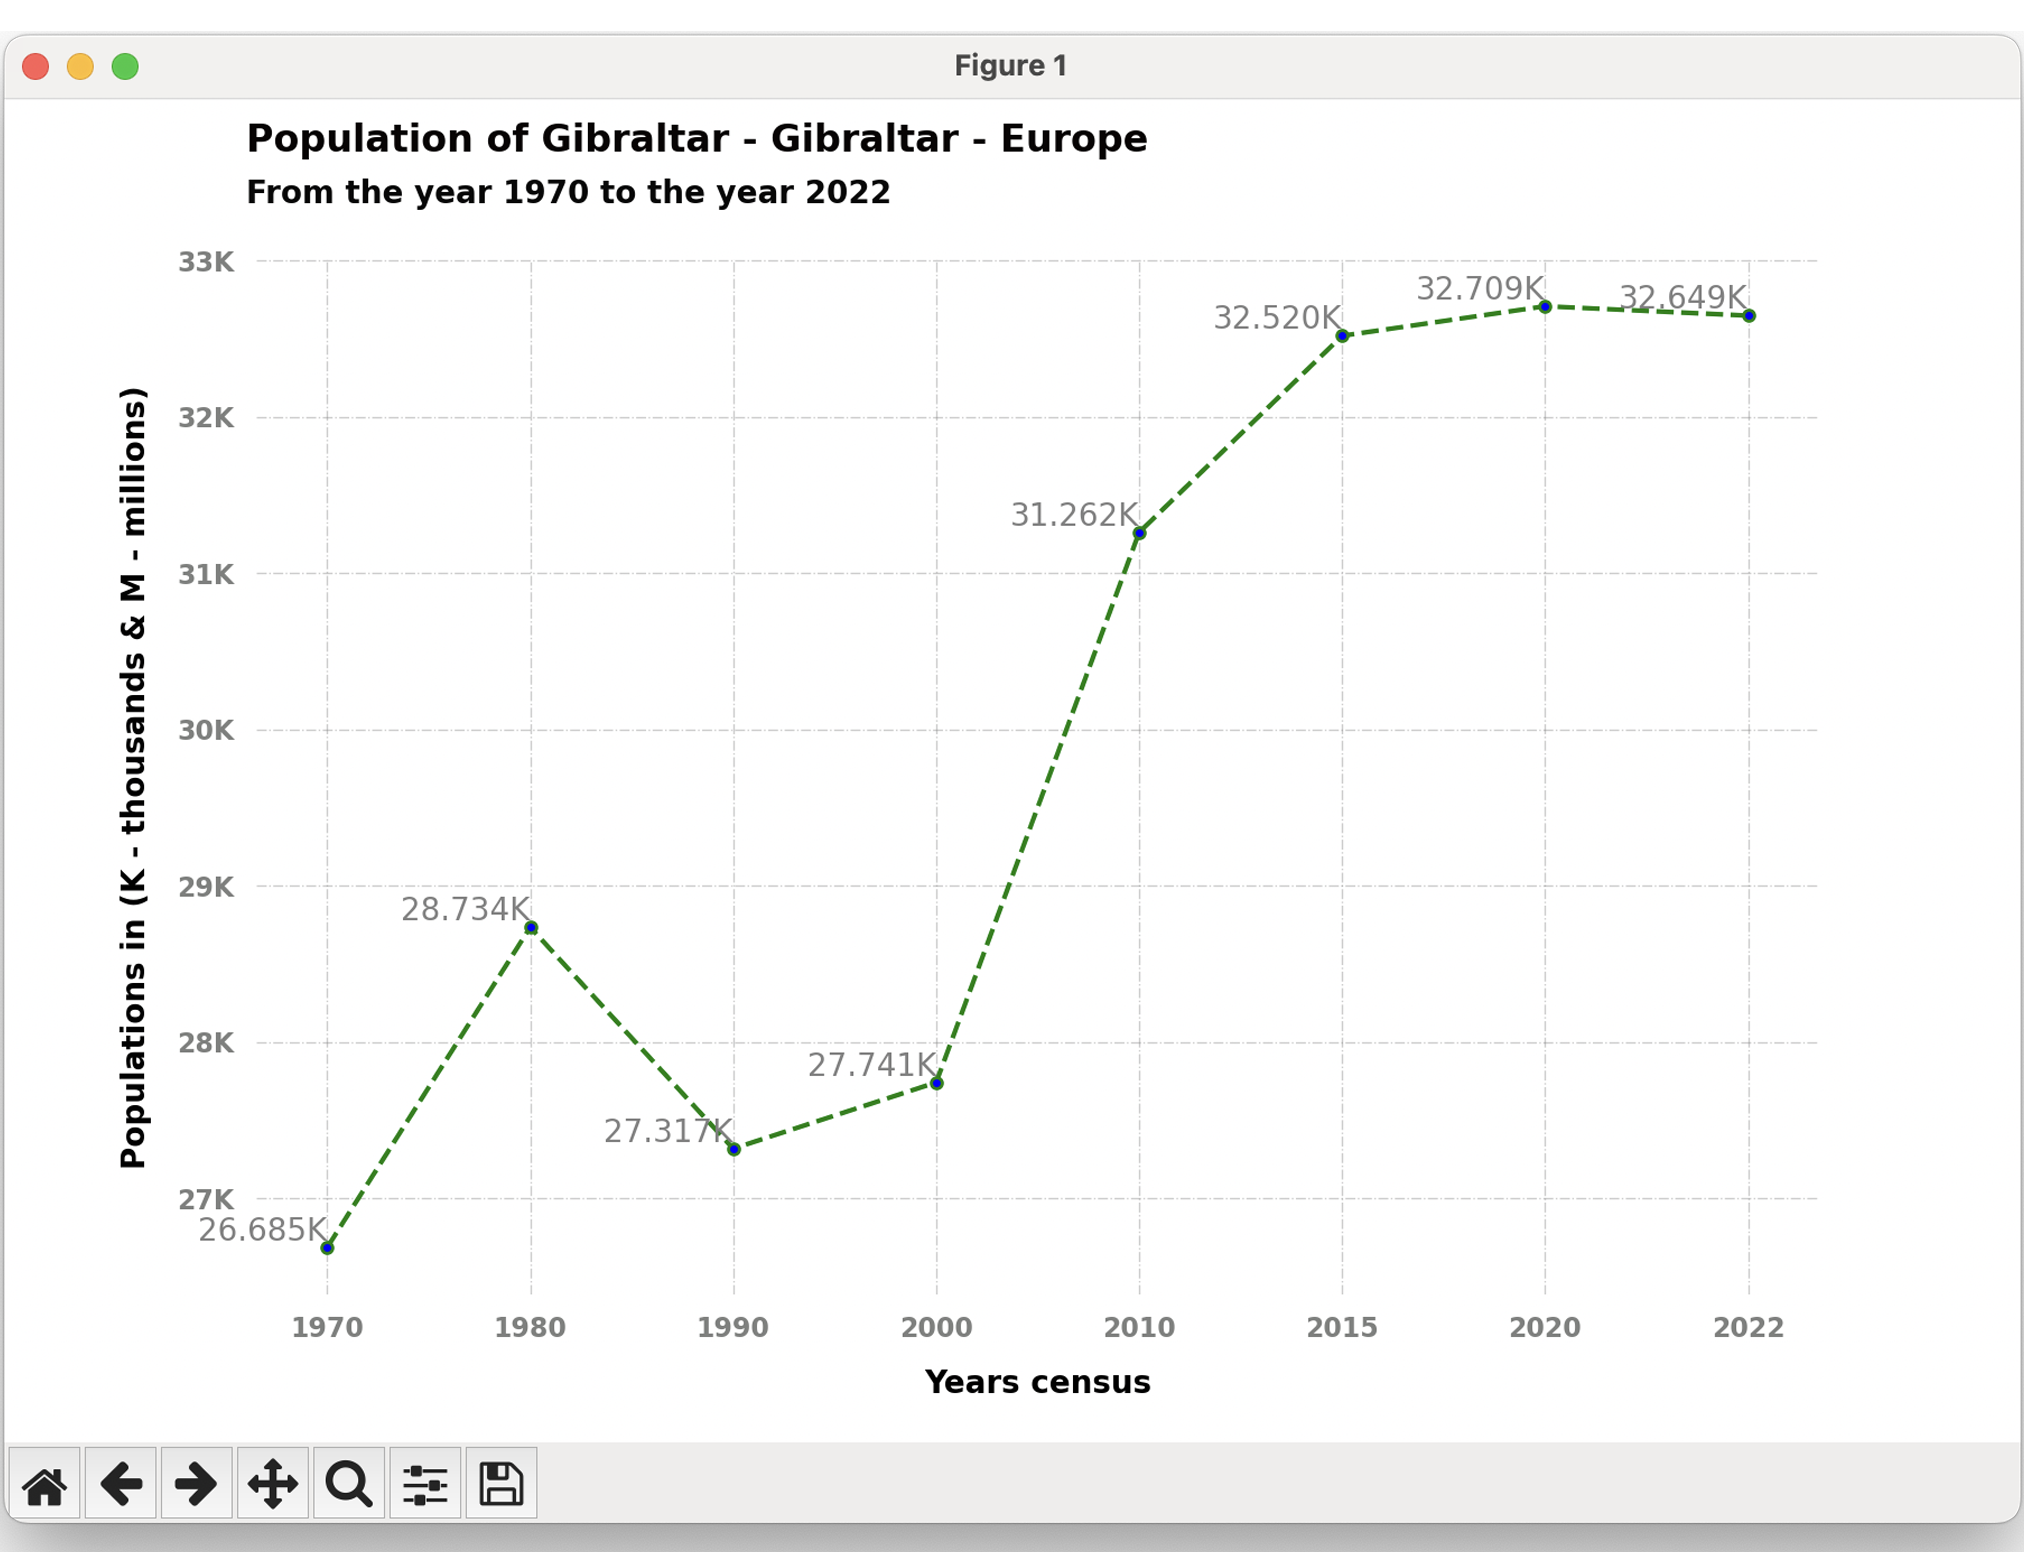 Figure 1
Population of Gibraltar - Gibraltar - Europe
From the year 1970 to the year 2022
Populations in (K - thousands & M - millions)
33K
32K
31K
30K
29K
28K
27K
26.685K
28.734K
27.317K
27.741K
31.262K
32.520K
32.709K
32.649K
1970 1980 1990 2000 2010 2015 2020 2022
Years census